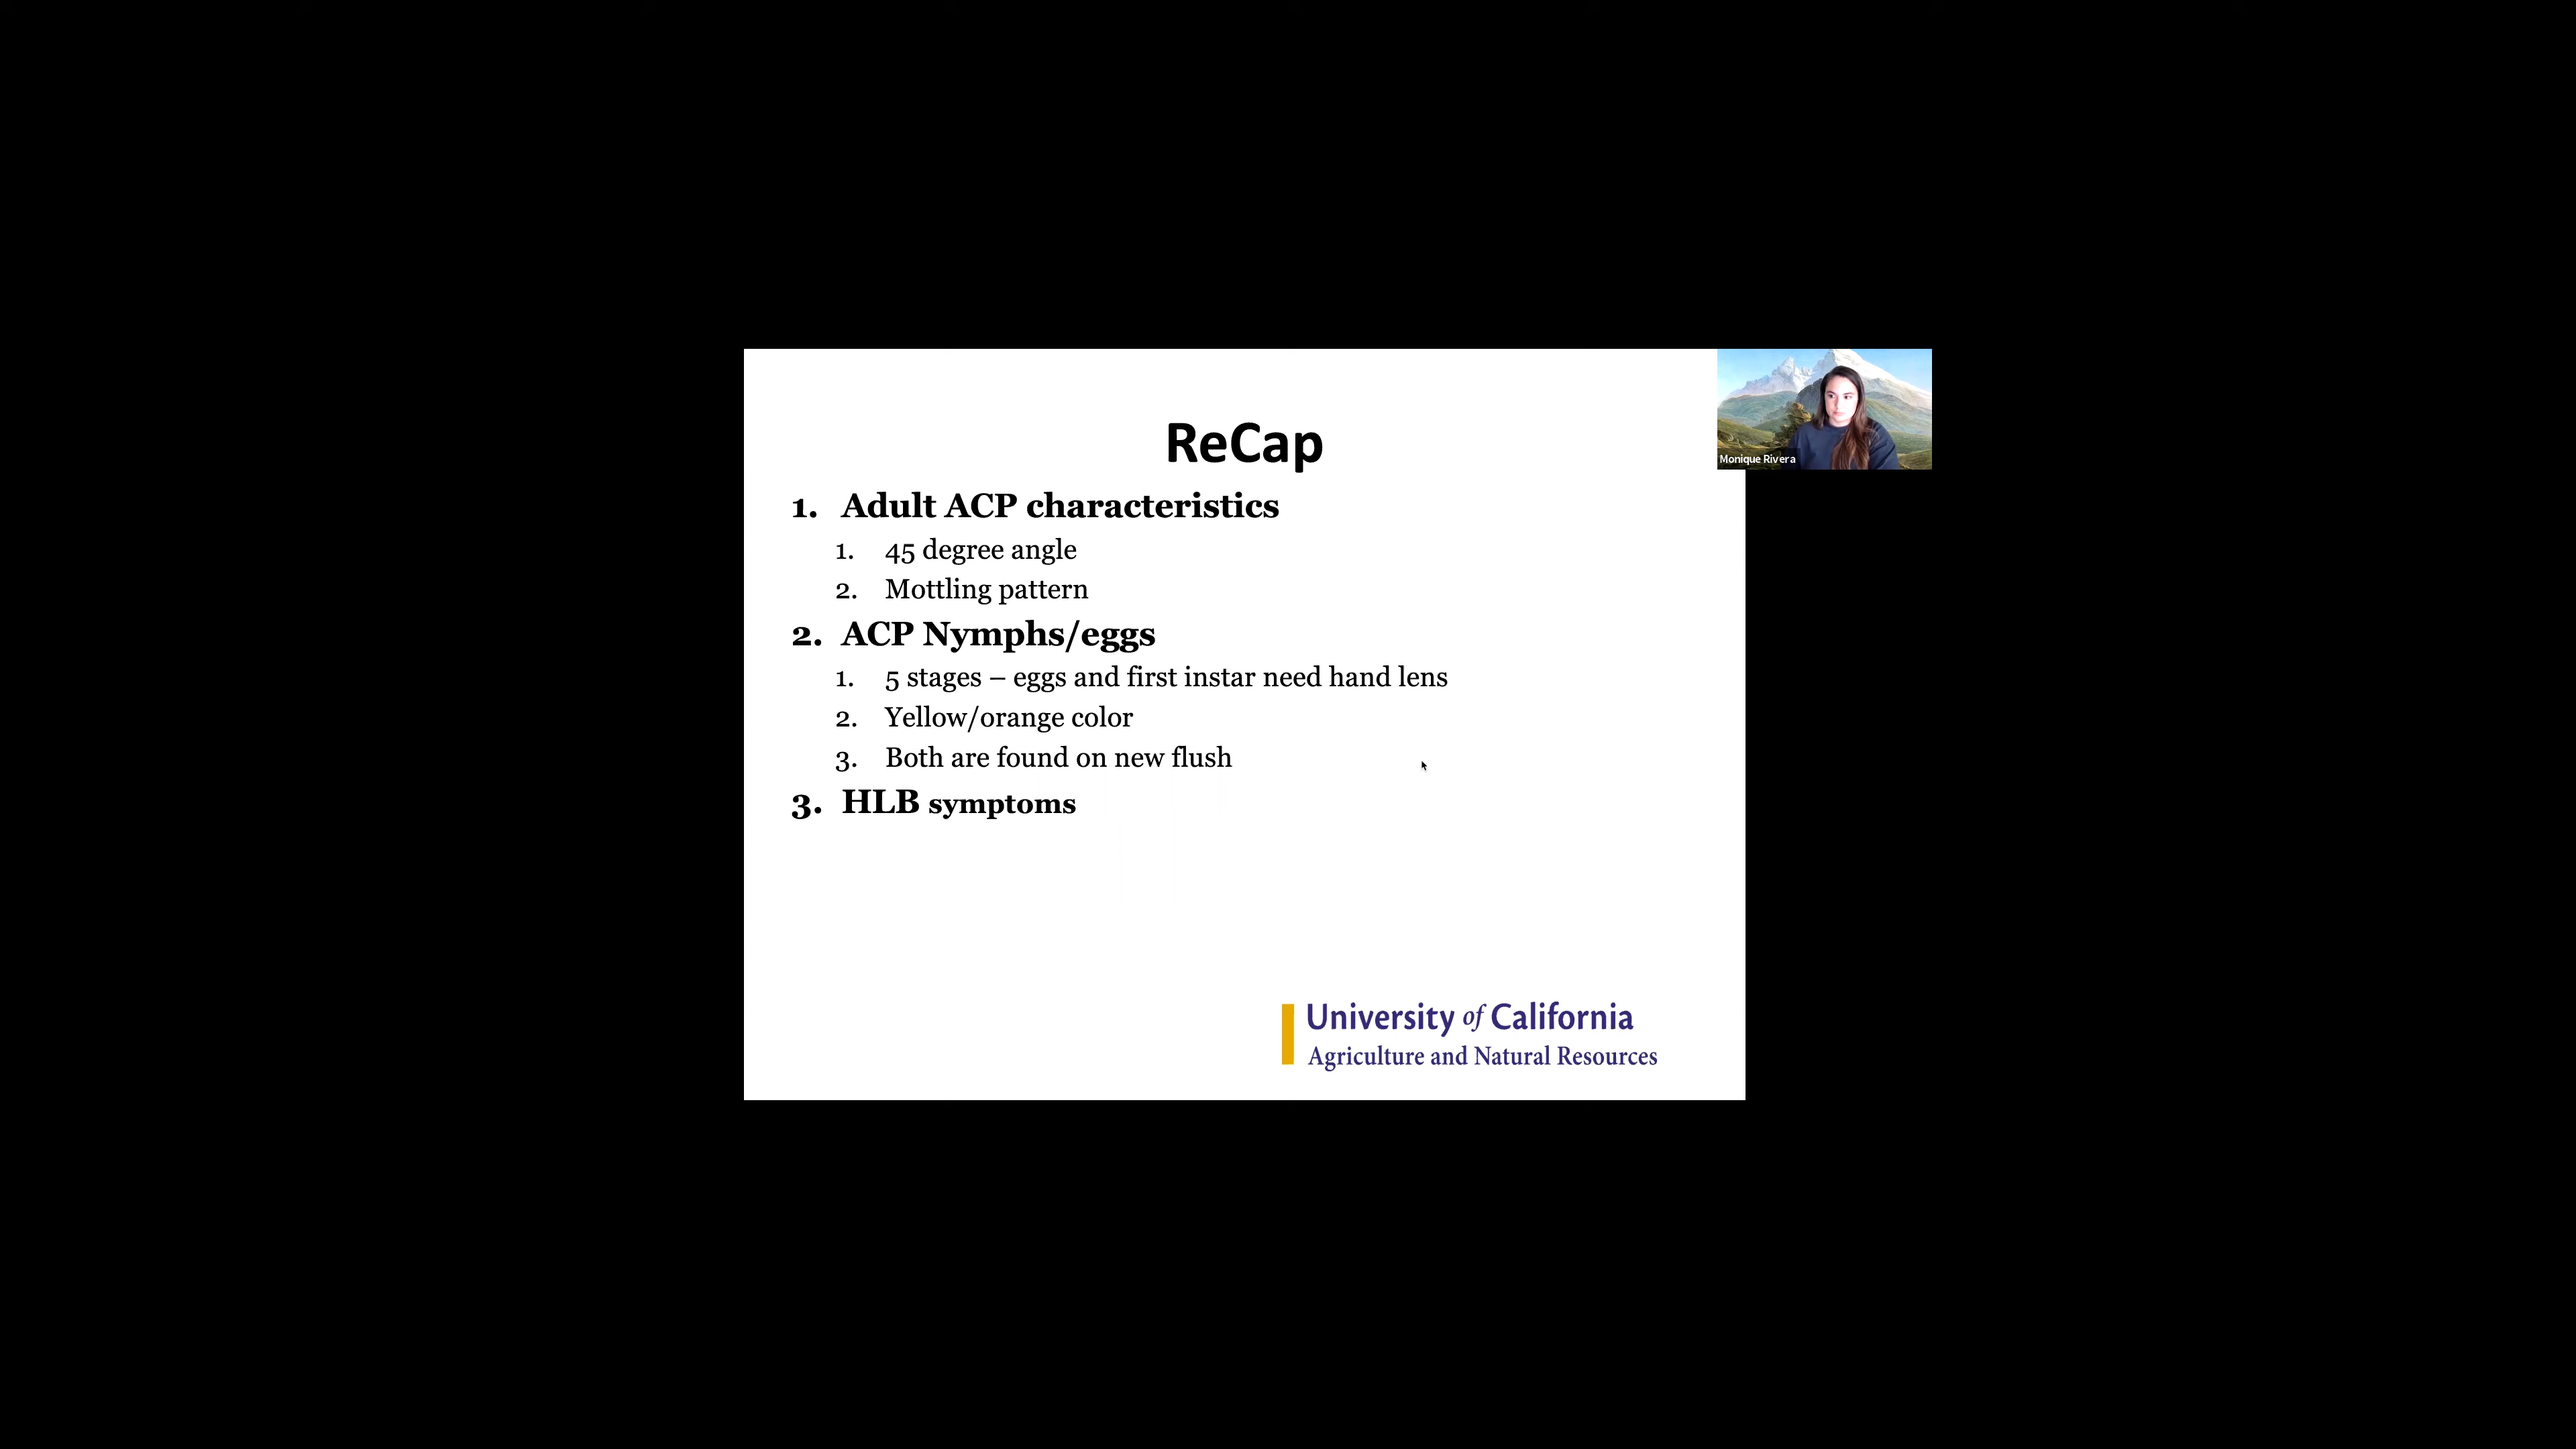 ReCap
Monique Rivera
1. Adult ACP characteristics
1. 45 degree angle
2. Mottling pattern
2. ACP Nymphs/eggs
1. 5 stages – eggs and first instar need hand lens
2. Yellow/orange color
3. Both are found on new flush
3. HLB symptoms
University of California
Agriculture and Natural Resources